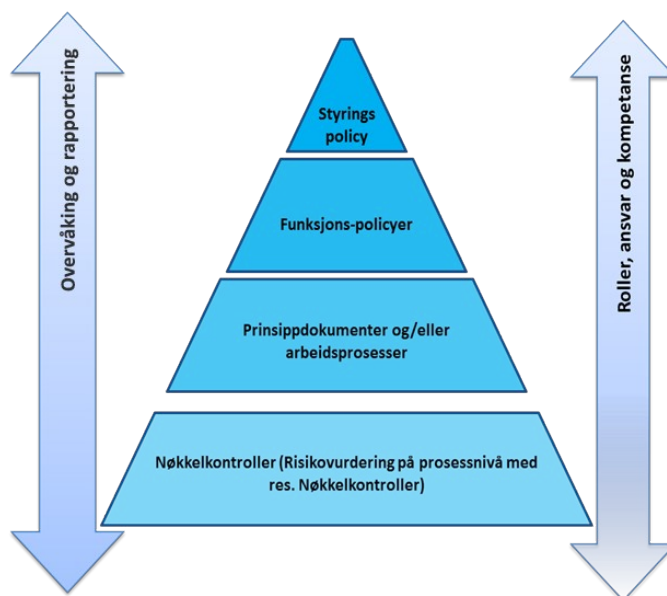 Overvåking og rapportering
Styrings
policy
Funksjons-policyer
Prinsippdokumenter og/eller
arbeidsprosesser
Nøkkelkontroller (Risikovurdering på prosessnivå med
res. Nøkkelkontroller)
Roller, ansvar og kompetanse